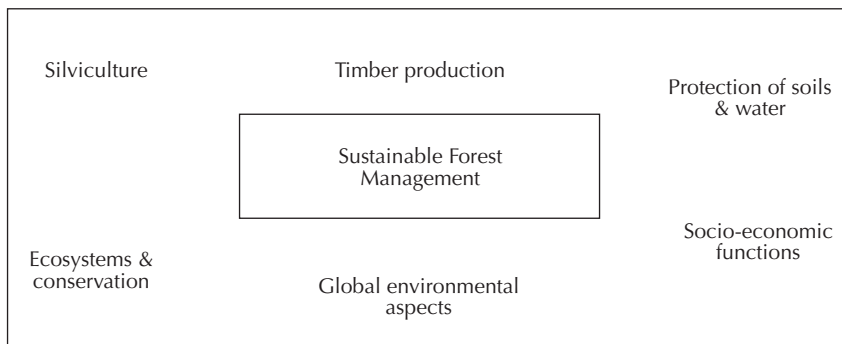 Silviculture
Timber production
Protection of soils
& water
Sustainable Forest
Management
Ecosystems &
conservation
Global environmental
aspects
Socio-economic
functions